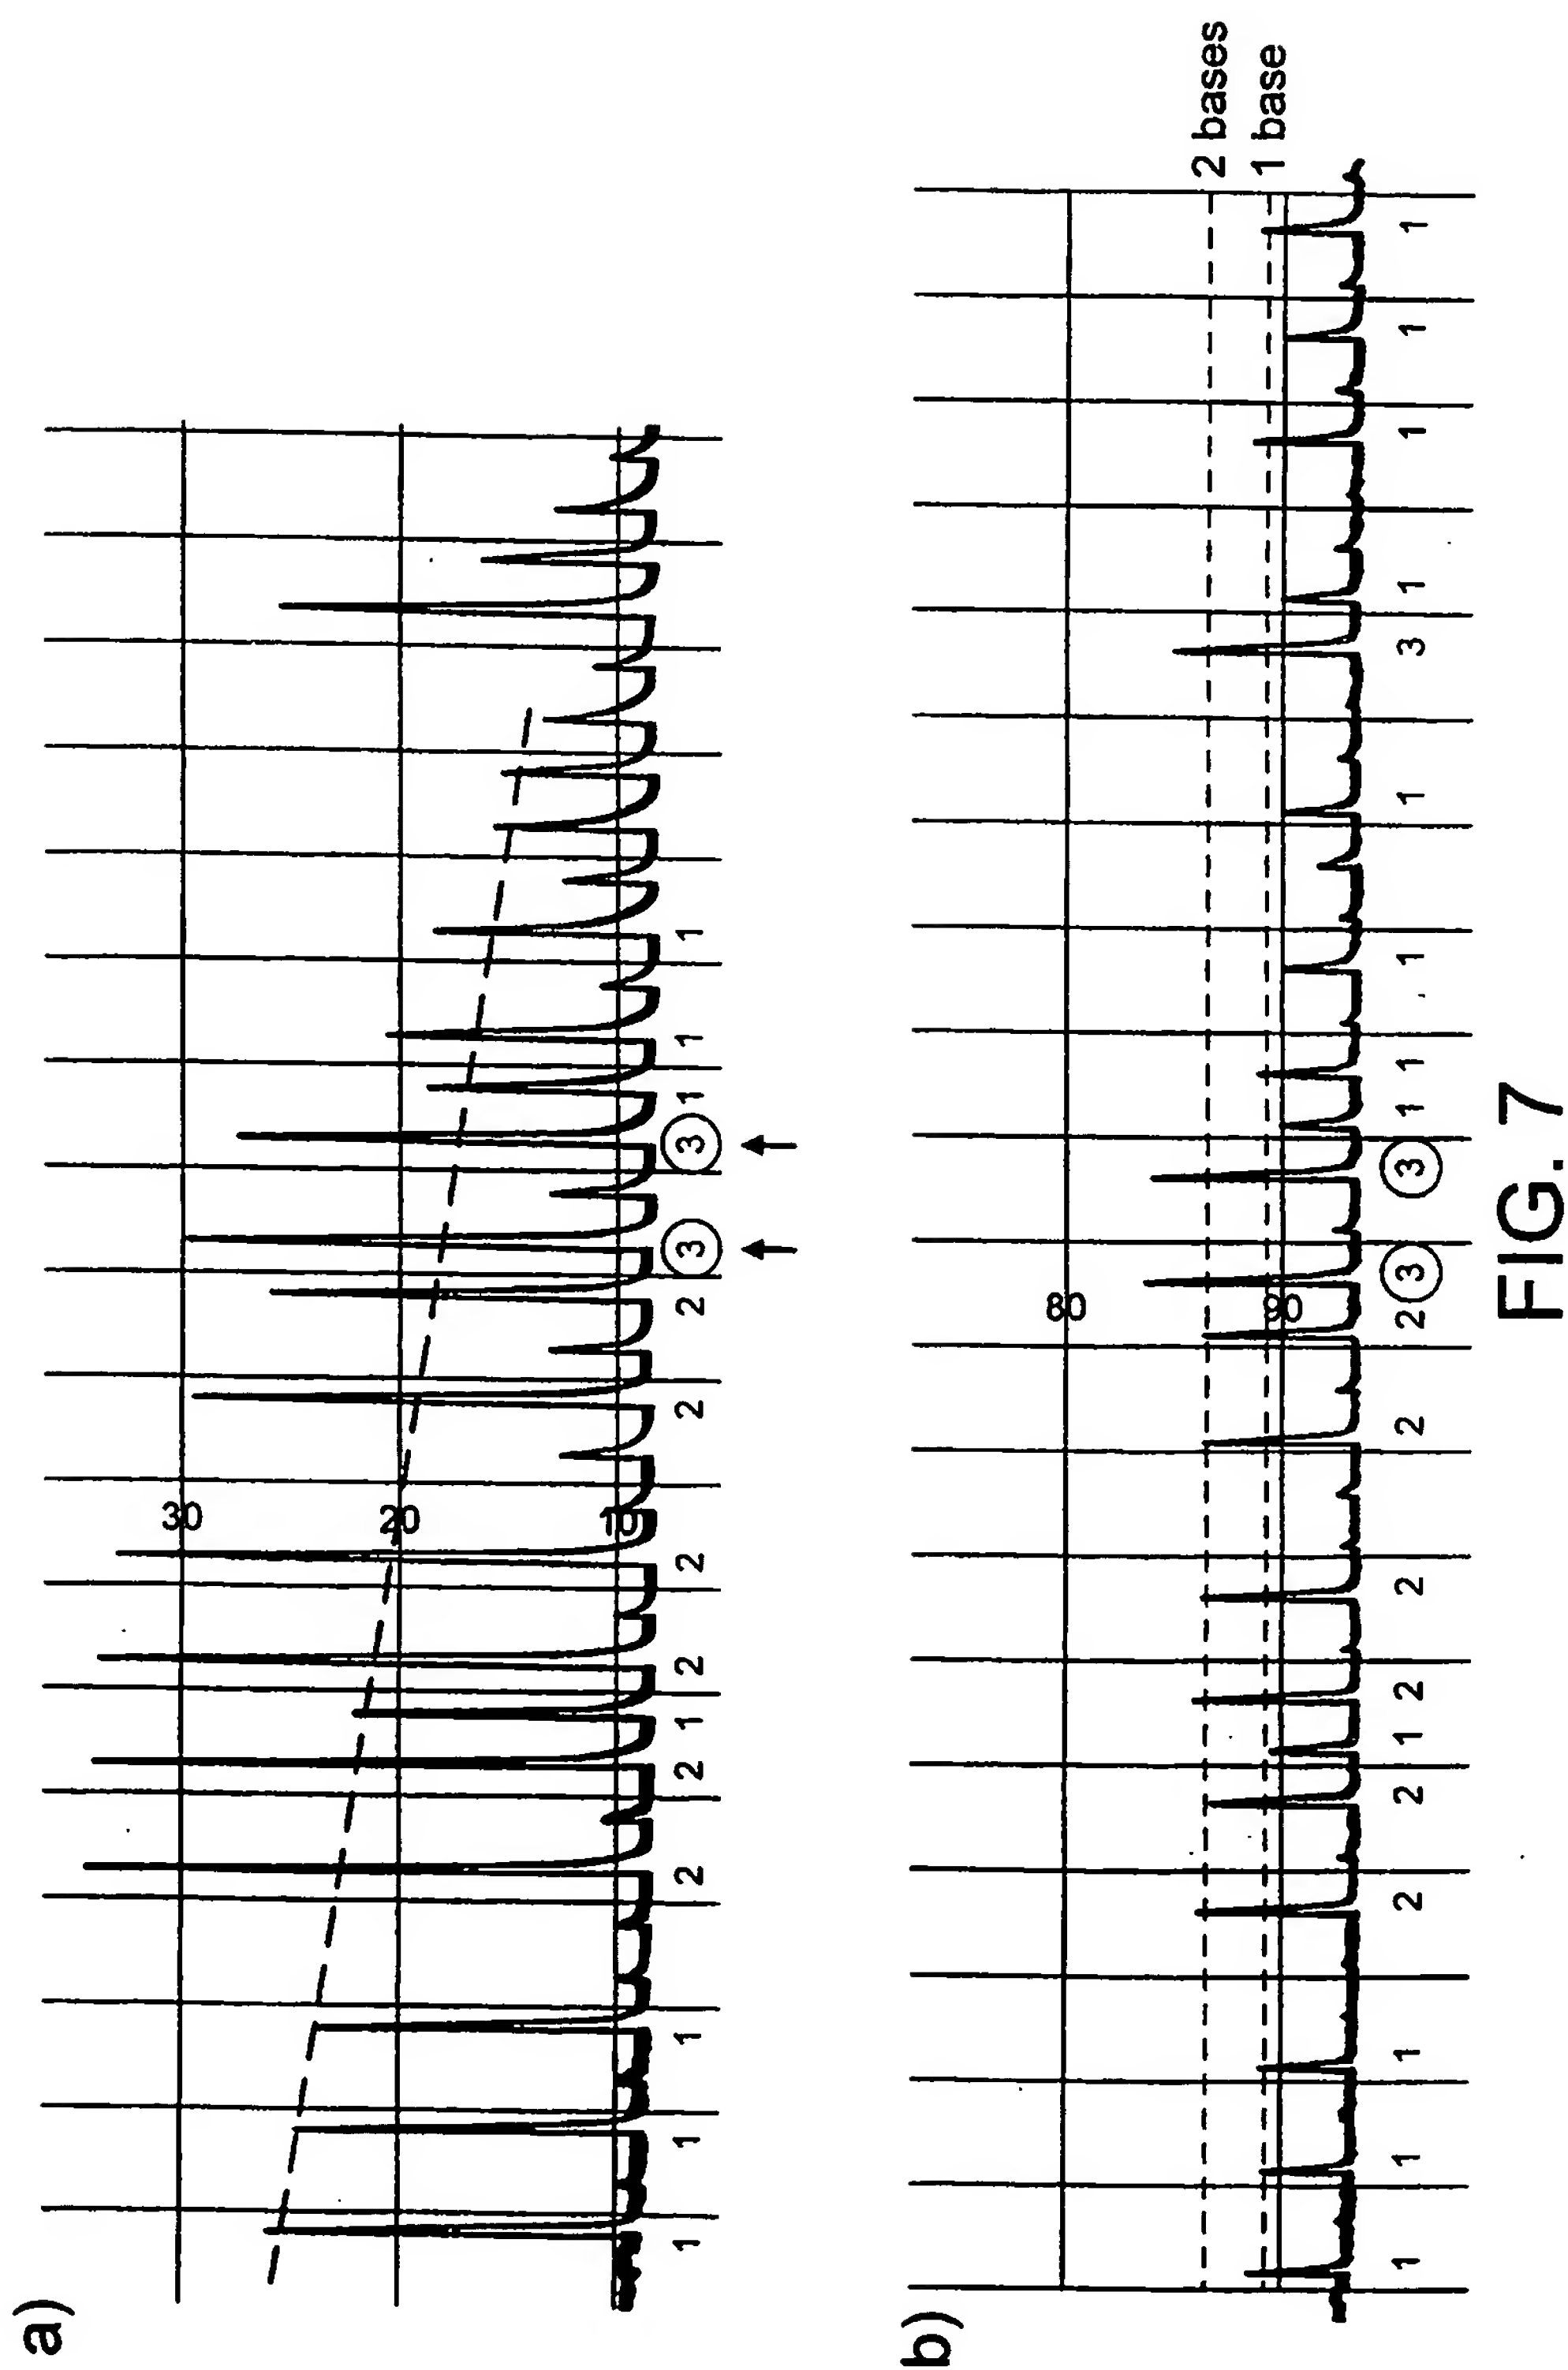 a)
30
20
10
1 1 1 2 2 1 2 2 2 2 3 3 1 1 1
b)
80
2 bases
1 base
90
1 1 1 2 2 1 2 2 2 2 3 3 1 1 1 1 3 1 1 1 1
FIG. 7